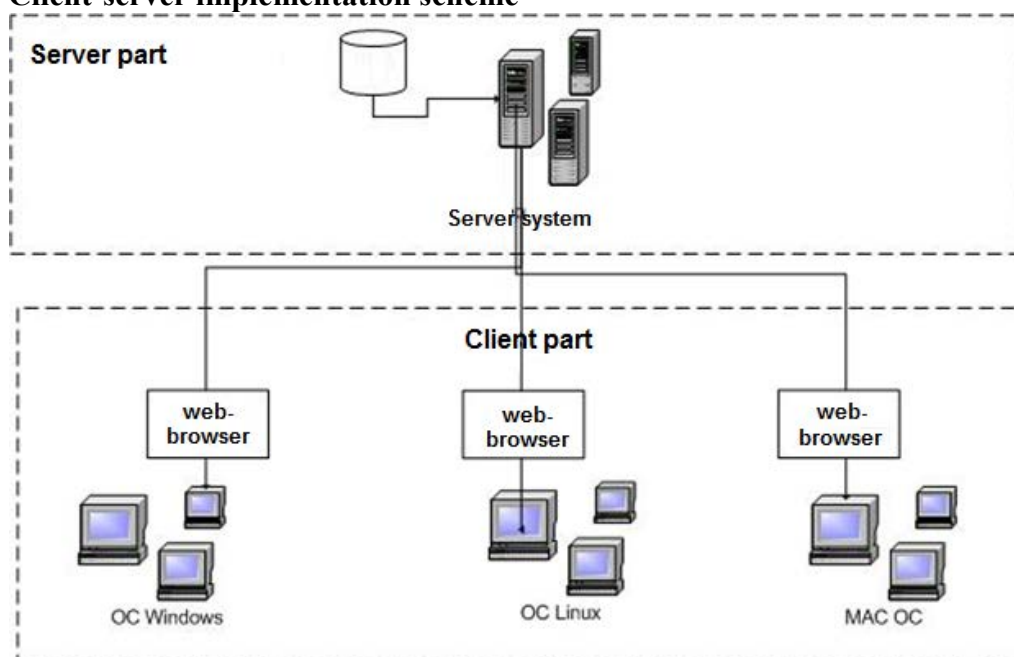 Client-server implementation scheme
Server part
Server system
Client part
web-
browser
web-
browser
web-
browser
OC Windows
OC Linux
MAC OC